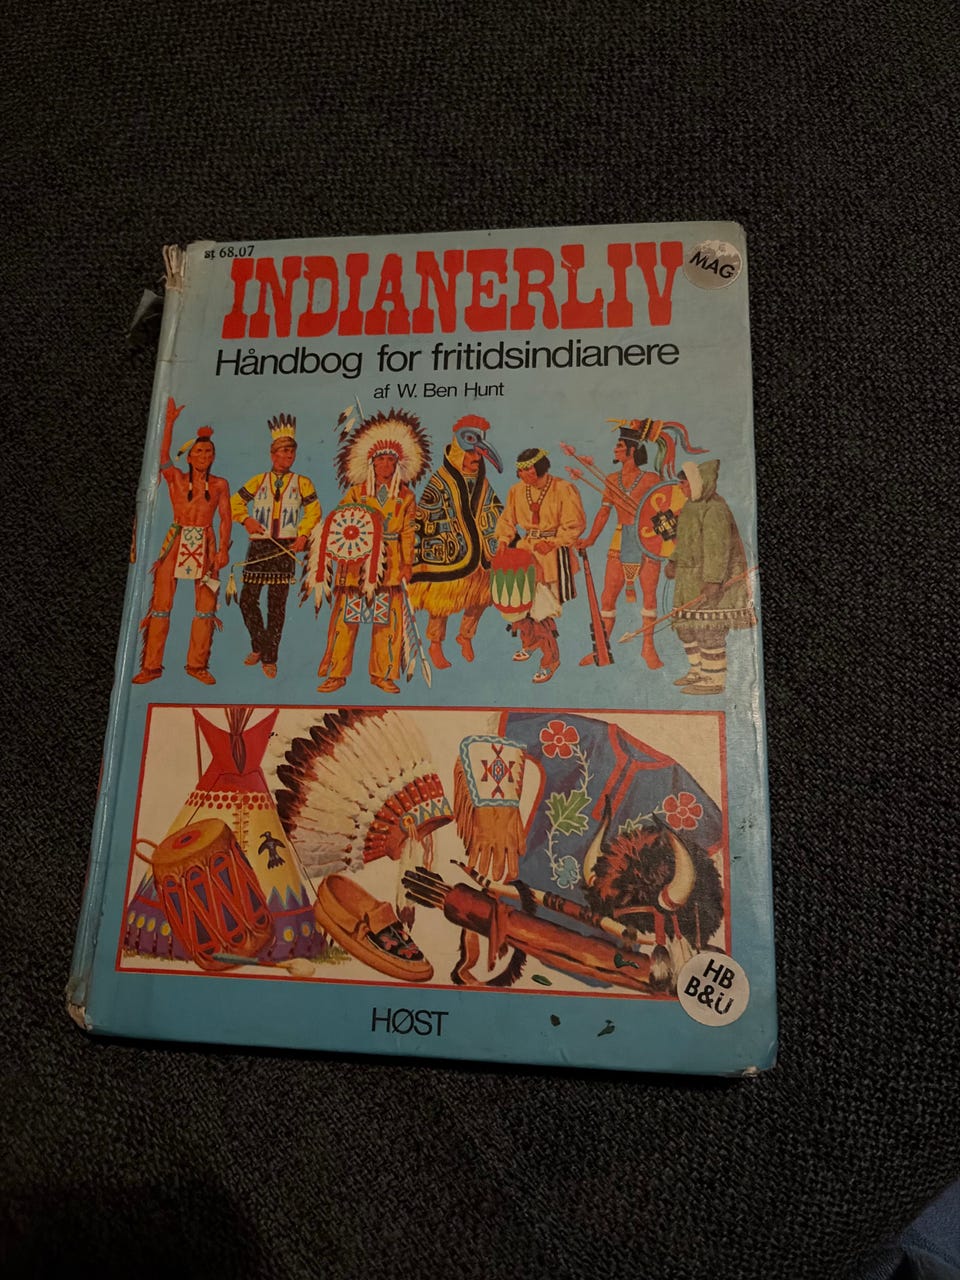 st 68.07
MAG
INDIANERLIV
Håndbog for fritidsindianere
af W. Ben Hunt
HB
B&U
HØST